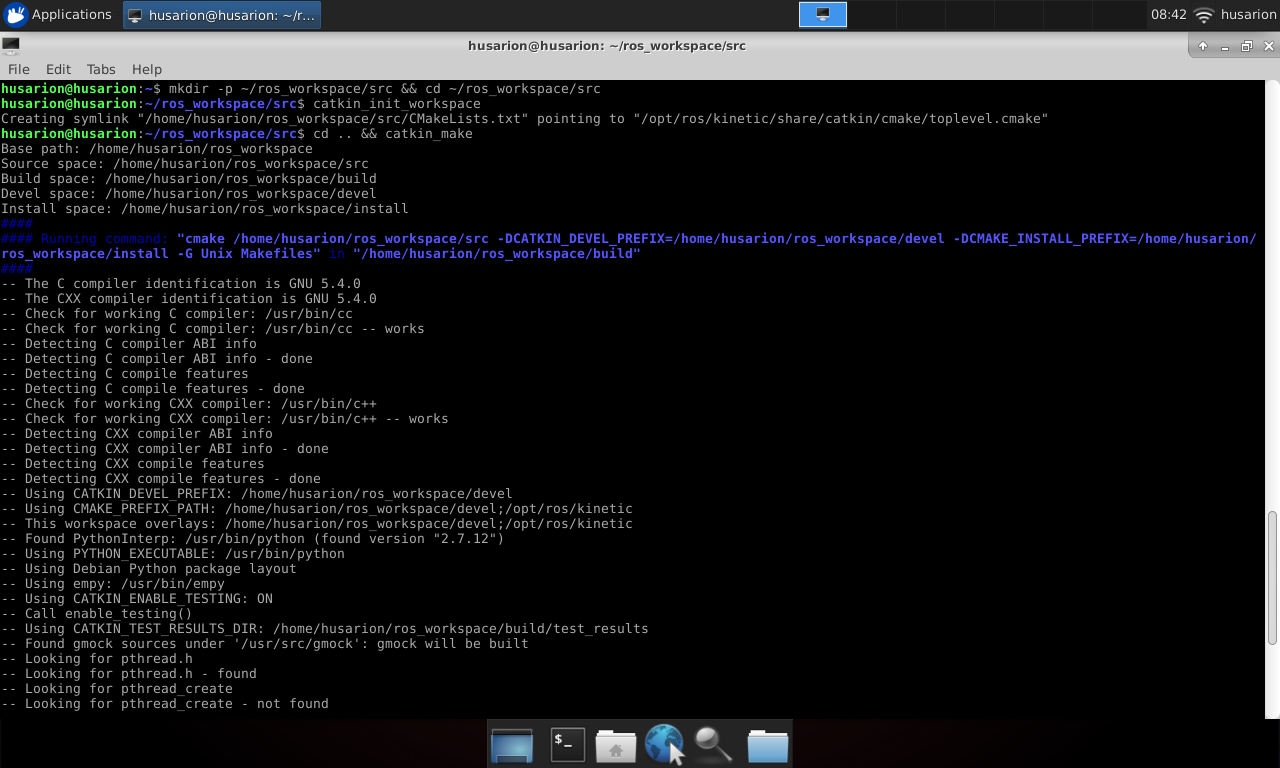 Applications
husarion@husarion: ~/r...
08:42
husarion
husarion@husarion: ~/ros_workspace/src
File Edit Tabs Help
husarion@husarion:~$ mkdir -p ~/ros_workspace/src && cd ~/ros_workspace/src
husarion@husarion:~/ros_workspace/src$ catkin_init_workspace
Creating symlink "/home/husarion/ros_workspace/src/CMakeLists.txt" pointing to "/opt/ros/kinetic/share/catkin/cmake/toplevel.cmake"
husarion@husarion:~/ros_workspace/src$ cd .. && catkin_make
Base path: /home/husarion/ros_workspace
Source space: /home/husarion/ros_workspace/src
Build space: /home/husarion/ros_workspace/build
Devel space: /home/husarion/ros_workspace/devel
Install space: /home/husarion/ros_workspace/install
####
#### Running command: "cmake /home/husarion/ros_workspace/src -DCATKIN_DEVEL_PREFIX=/home/husarion/ros_workspace/devel -DCMAKE_INSTALL_PREFIX=/home/husarion/
ros_workspace/install -G Unix Makefiles" in "/home/husarion/ros_workspace/build"
####
-- The C compiler identification is GNU 5.4.0
-- The CXX compiler identification is GNU 5.4.0
-- Check for working C compiler: /usr/bin/cc
-- Check for working C compiler: /usr/bin/cc -- works
-- Detecting C compiler ABI info
-- Detecting C compiler ABI info - done
-- Detecting C compile features
-- Detecting C compile features - done
-- Check for working CXX compiler: /usr/bin/c++
-- Check for working CXX compiler: /usr/bin/c++ -- works
-- Detecting CXX compiler ABI info
-- Detecting CXX compiler ABI info - done
-- Detecting CXX compile features
-- Detecting CXX compile features - done
-- Using CATKIN_DEVEL_PREFIX: /home/husarion/ros_workspace/devel
-- Using CMAKE_PREFIX_PATH: /home/husarion/ros_workspace/devel;/opt/ros/kinetic
-- This workspace overlays: /home/husarion/ros_workspace/devel;/opt/ros/kinetic
-- Found PythonInterp: /usr/bin/python (found version "2.7.12")
-- Using PYTHON_EXECUTABLE: /usr/bin/python
-- Using Debian Python package layout
-- Using empy: /usr/bin/empy
-- Using CATKIN_ENABLE_TESTING: ON
-- Call enable_testing()
-- Using CATKIN_TEST_RESULTS_DIR: /home/husarion/ros_workspace/build/test_results
-- Found gmock sources under '/usr/src/gmock': gmock will be built
-- Looking for pthread.h
-- Looking for pthread.h - found
-- Looking for pthread_create
-- Looking for pthread_create - not found
$_